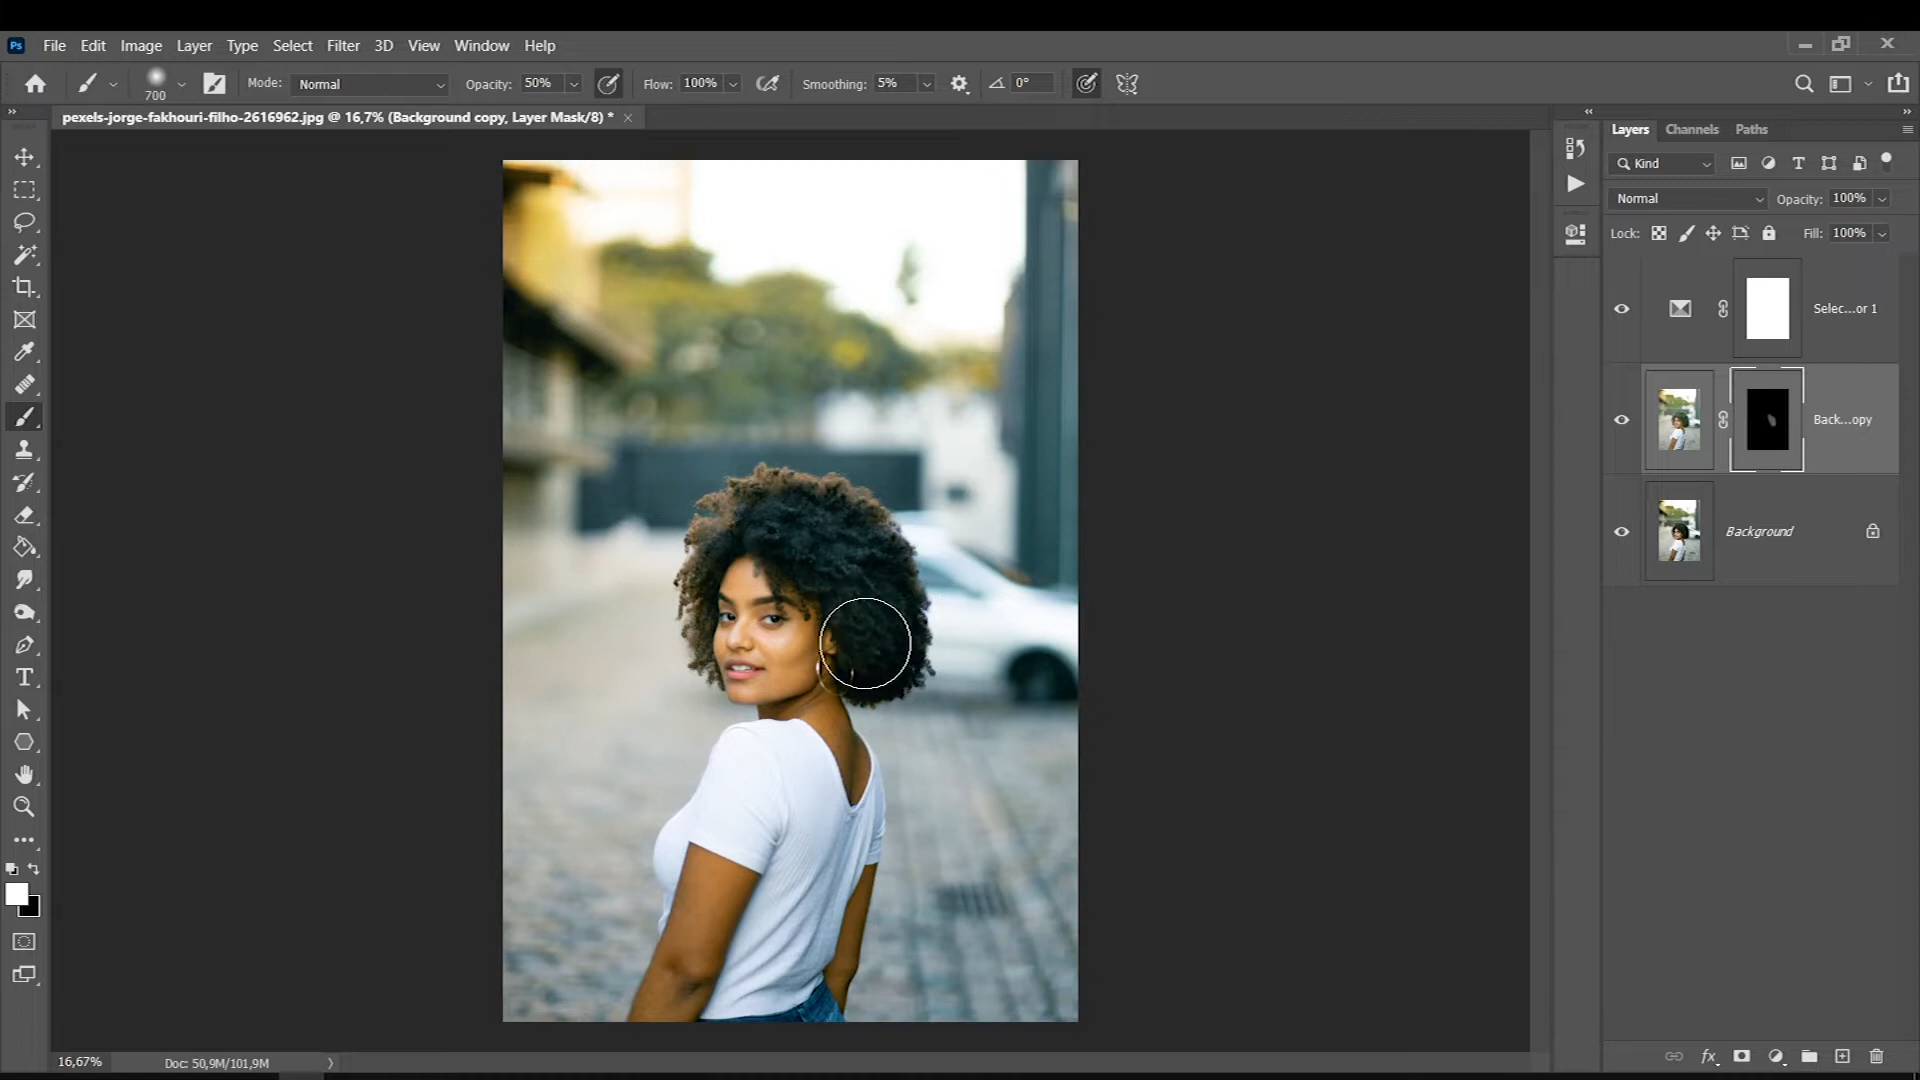 Ps File Edit Image Layer Type Select Filter 3D View Window Help
700 Mode: Normal Opacity: 50% Flow: 100% Smoothing: 5% 0°
pexels-jorge-fakhouri-filho-2616962.jpg @ 16,7% (Background copy, Layer Mask/8) *
Layers Channels Paths
Kind
Normal Opacity: 100%
Lock: Fill: 100%
Selec...or 1
Back...opy
Background
16,67% Doc: 50,9M/101,9M
fx